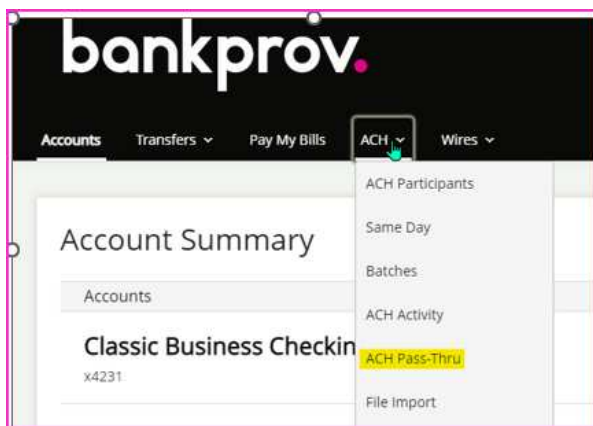 bankprov.
Accounts Transfers Pay My Bills ACH Wires
ACH Participants
Account Summary
Same Day
Batches
Accounts
ACH Activity
Classic Business Checkin
ACH Pass-Thru
x4231
File Import